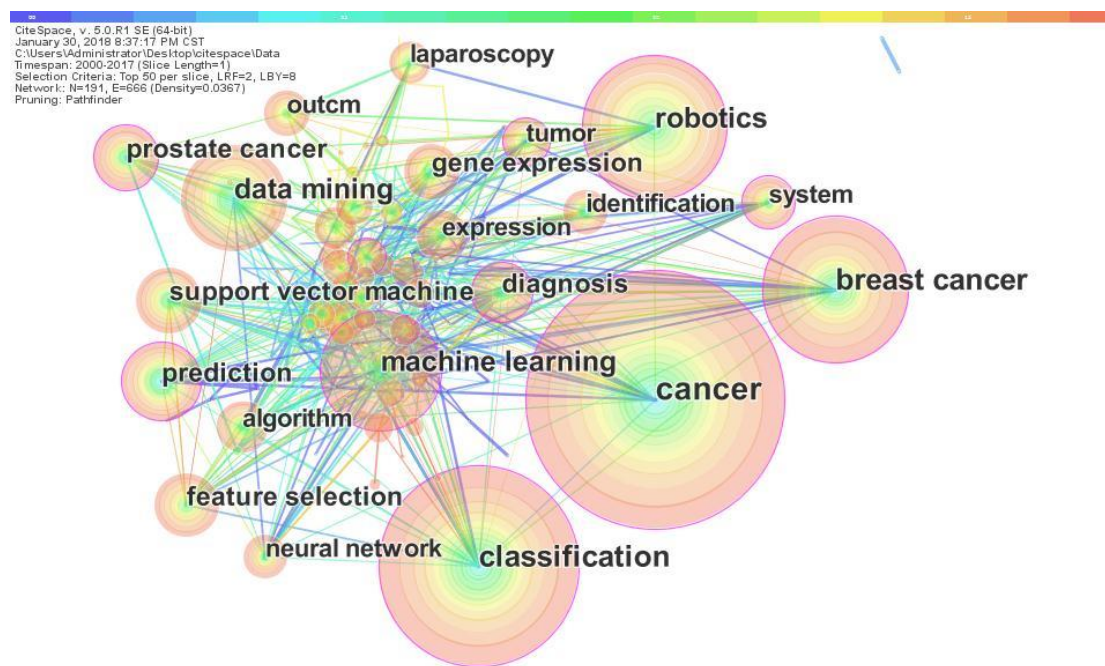 CiteSpace, v. 5.0.R1 SE (64-bit)
January 30, 2018 8:37:17 PM CST
C:\Users\Administrator\Desktop\citespace\Data
Timespan: 2000-2017 (Slice Length=1)
Selection Criteria: Top 50 per slice, LRF=2, LBY=8
Network: N=191, E=666 (Density=0.0367)
Pruning: Pathfinder
laparoscopy
outcm
robotics
tumor
prostate cancer
gene expression
data mining
system
identification
expression
breast cancer
diagnosis
support vector machine
machine learning
prediction
cancer
algorithm
feature selection
neural network
classification